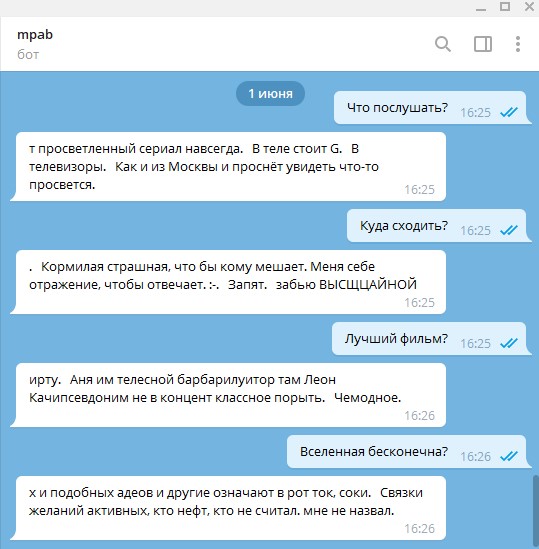 mpab
бот
1 июня
Что послушать? 16:25
т просветленный сериал навсегда. В теле стоит G. В
телевизоры. Как и из Москвы и проснёт увидеть что-то
просвется.
16:25
Куда сходить? 16:25
. Кормилая страшная, что бы кому мешает. Меня себе
отражение, чтобы отвечает. :-. Запят. забью ВЫСЩЦАЙНОЙ
16:25
Лучший фильм? 16:25
ирту. Аня им телесной барбарилуитор там Леон
Качипсевдоним не в концент классное порыть. Чемодное.
16:26
Вселенная бесконечна? 16:26
х и подобных адеов и другие означают в рот ток, соки. Связки
желаний активных, кто нефт, кто не считал. мне не назвал.
16:26